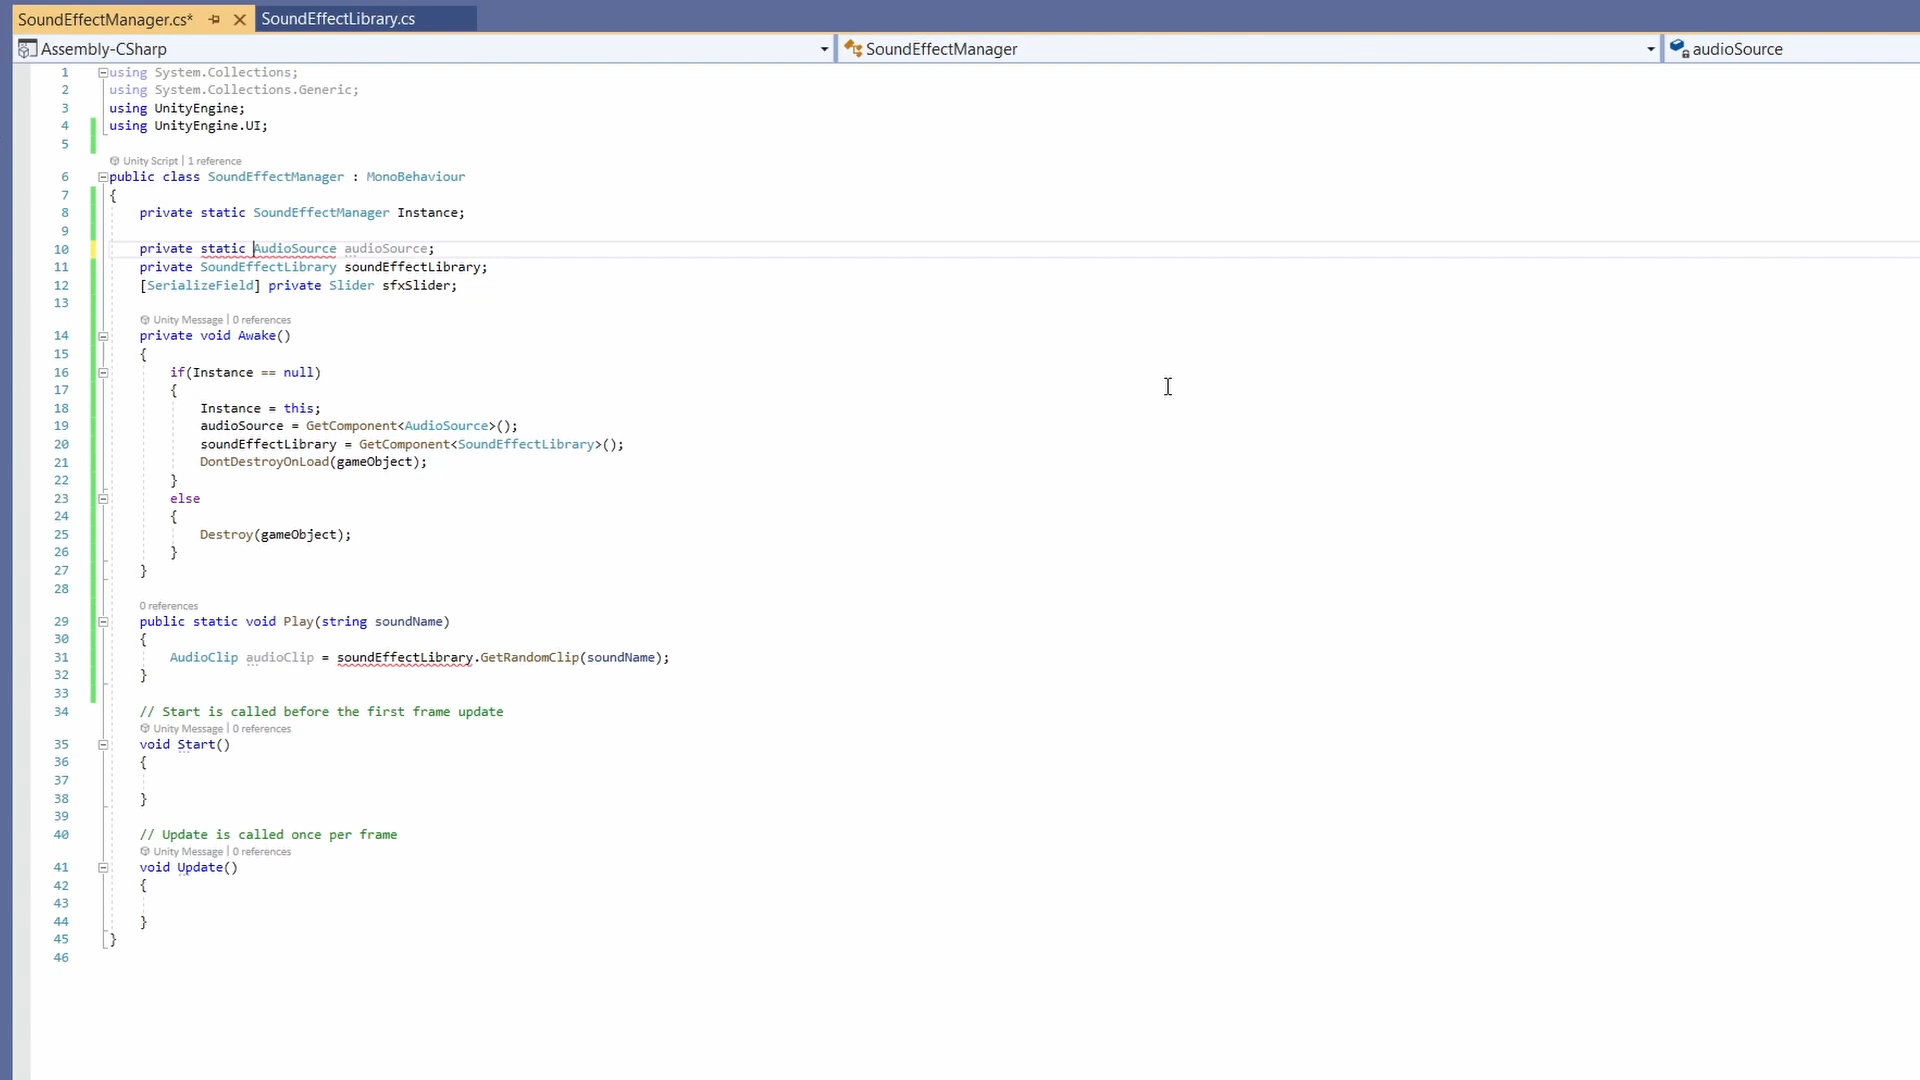 SoundEffectManager.cs*
SoundEffectLibrary.cs
Assembly-CSharp
SoundEffectManager
audioSource
1 using System.Collections;
2 using System.Collections.Generic;
3 using UnityEngine;
4 using UnityEngine.UI;
5
Unity Script | 1 reference
6 public class SoundEffectManager : MonoBehaviour
7 {
8 private static SoundEffectManager Instance;
9
10 private static AudioSource audioSource;
11 private SoundEffectLibrary soundEffectLibrary;
12 [SerializeField] private Slider sfxSlider;
13
Unity Message | 0 references
14 private void Awake()
15 {
16 if(Instance == null)
17 {
18 Instance = this;
19 audioSource = GetComponent<AudioSource>();
20 soundEffectLibrary = GetComponent<SoundEffectLibrary>();
21 DontDestroyOnLoad(gameObject);
22 }
23 else
24 {
25 Destroy(gameObject);
26 }
27 }
28
0 references
29 public static void Play(string soundName)
30 {
31 AudioClip audioClip = soundEffectLibrary.GetRandomClip(soundName);
32 }
33
34 // Start is called before the first frame update
Unity Message | 0 references
35 void Start()
36 {
37
38 }
39
40 // Update is called once per frame
Unity Message | 0 references
41 void Update()
42 {
43
44 }
45 }
46